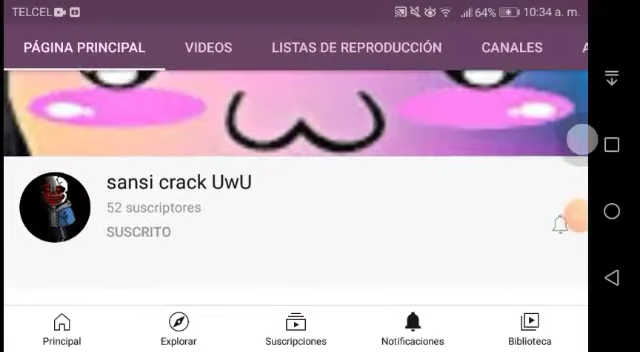 TELCEL 64% 10:34 a. m.
PÁGINA PRINCIPAL VIDEOS LISTAS DE REPRODUCCIÓN CANALES A
sansi crack UwU
52 suscriptores
SUSCRITO
Principal Explorar Suscripciones Notificaciones Biblioteca